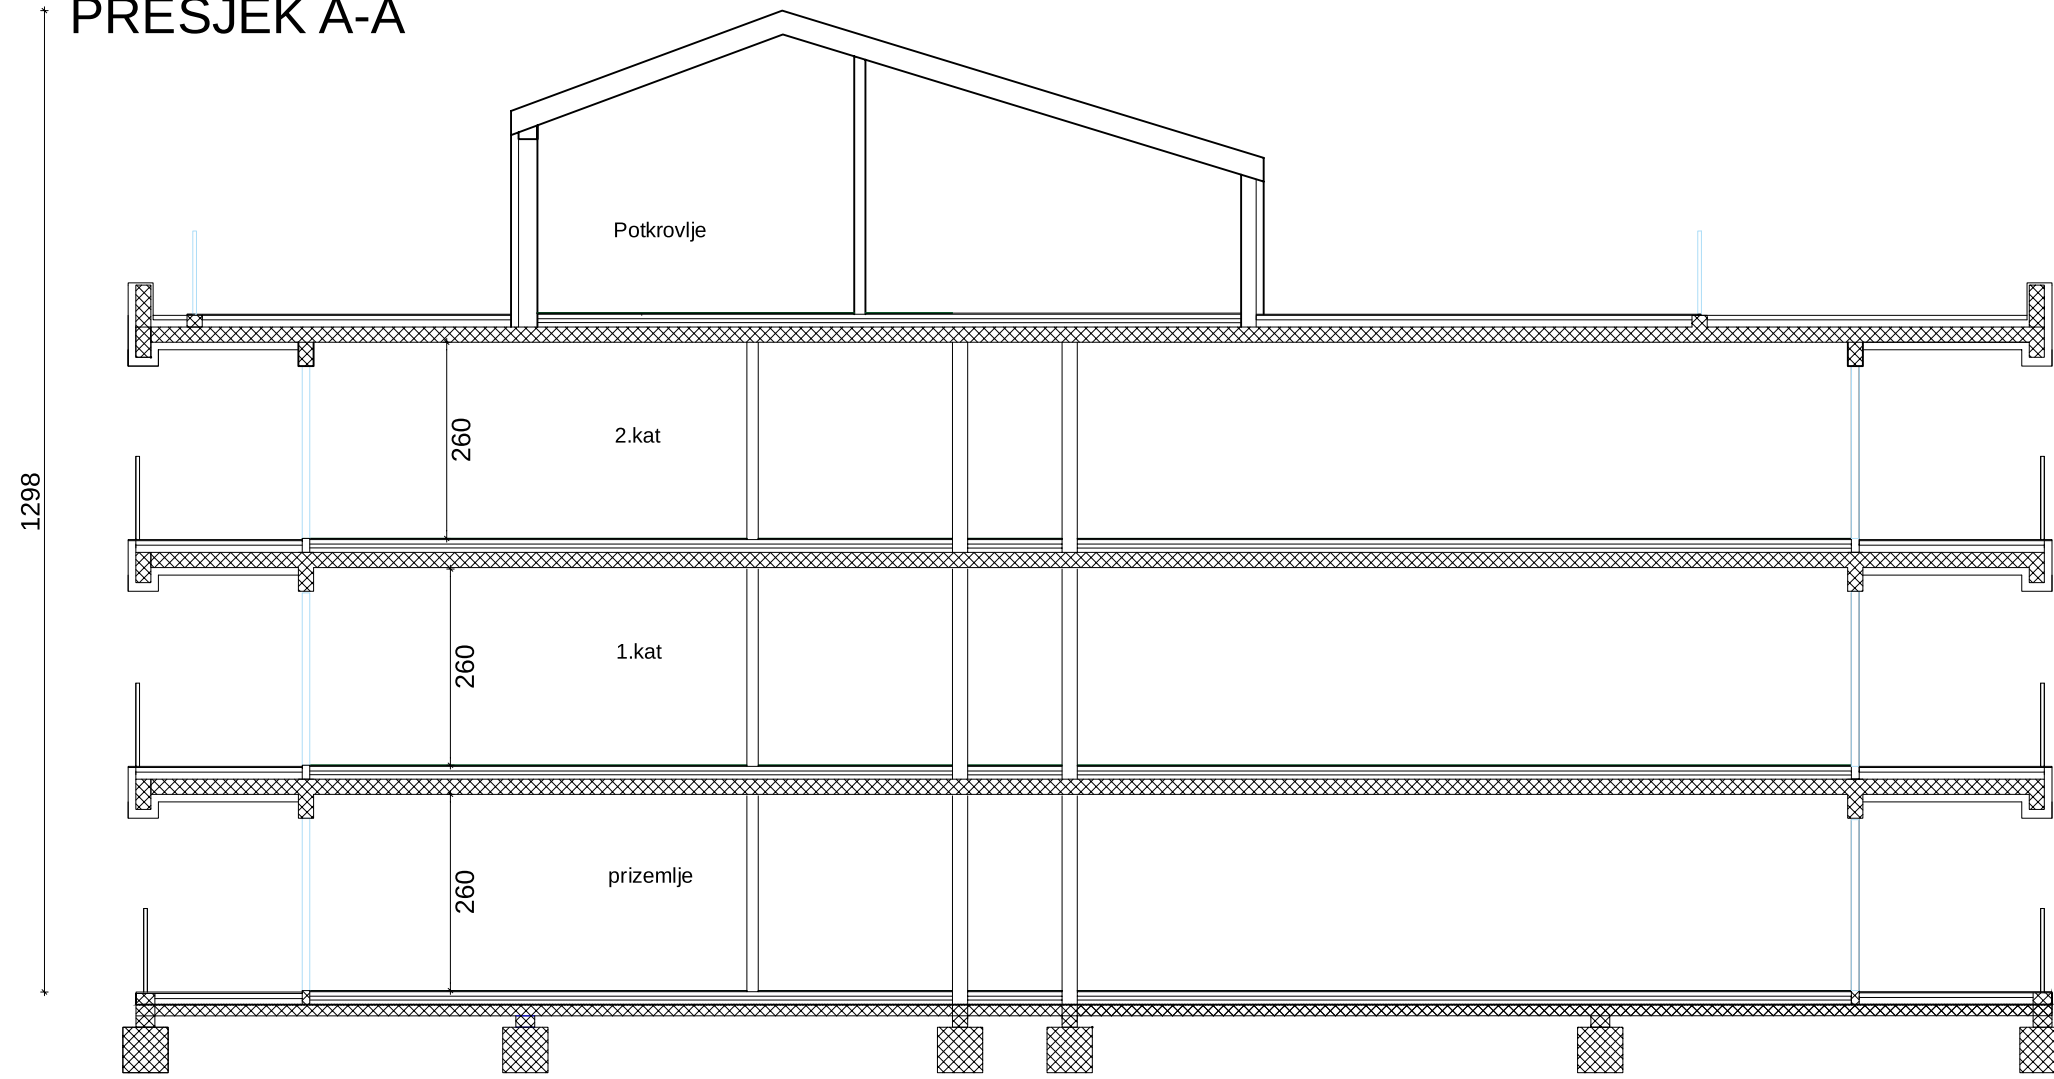 PRESJEK A-A
Potkrovlje
2.kat
260
1298
1.kat
260
prizemlje
260